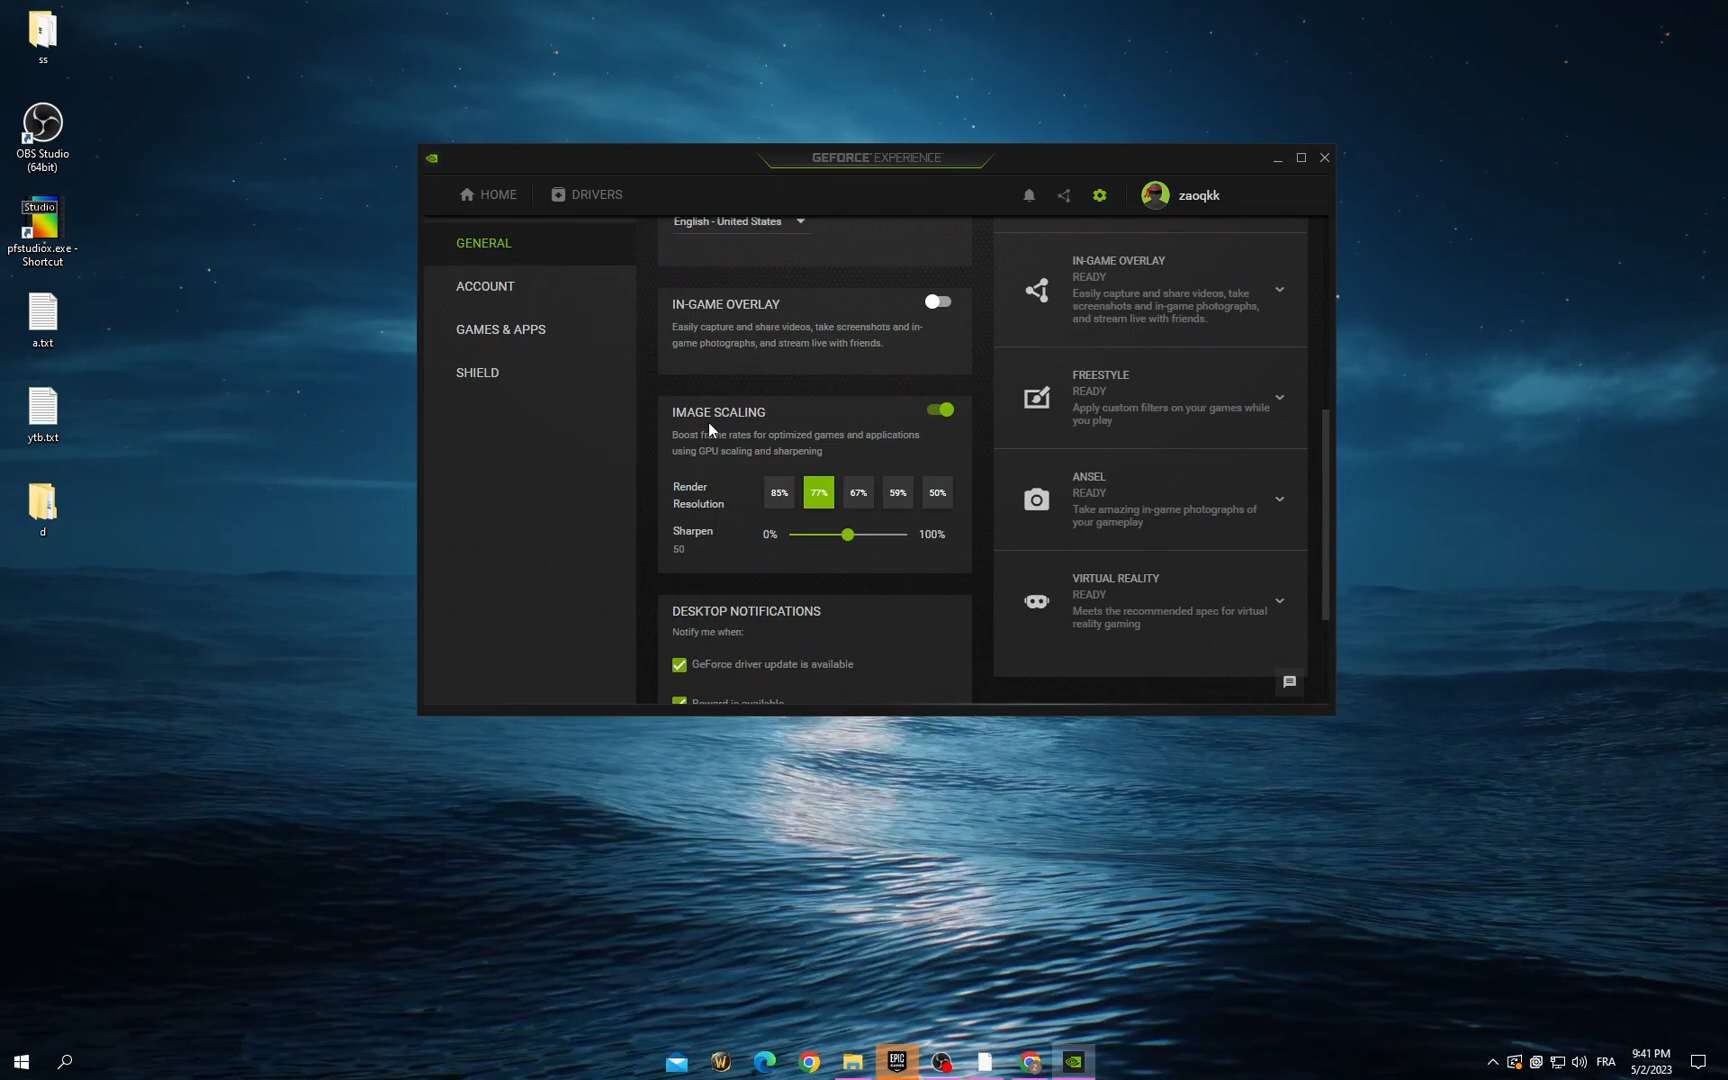 ss
OBS Studio
(64bit)
Studio
pfstudiox.exe -
Shortcut
a.txt
ytb.txt
d
GEFORCE EXPERIENCE
HOME
DRIVERS
zaoqkk
GENERAL
ACCOUNT
GAMES & APPS
SHIELD
English - United States
IN-GAME OVERLAY
Easily capture and share videos, take screenshots and in-
game photographs, and stream live with friends.
IMAGE SCALING
Boost frame rates for optimized games and applications
using GPU scaling and sharpening
Render
Resolution
85%
77%
67%
59%
50%
Sharpen
50
0%
100%
DESKTOP NOTIFICATIONS
Notify me when:
GeForce driver update is available
Reward is available
IN-GAME OVERLAY
READY
Easily capture and share videos, take
screenshots and in-game photographs,
and stream live with friends.
FREESTYLE
READY
Apply custom filters on your games while
you play
ANSEL
READY
Take amazing in-game photographs of
your gameplay
VIRTUAL REALITY
READY
Meets the recommended spec for virtual
reality gaming
EPIC
GAMES
FR
9:41 PM
5/2/2023